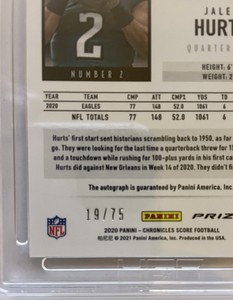 JALE
HURT
QUARTER
2
NUMBER 2
HEIGHT: 6'
WEIGHT: 2
YEAR TEAM CMP ATT CMP% YDS Y
2020 EAGLES 77 148 52.0 1061 6
NFL TOTALS 77 148 52.0 1061 6
Hurts' first start sent historians scrambling back to 1950, as far
go. They were looking for the last time a quarterback threw for 15
and a touchdown while rushing for 100-plus yards in his first ca
Hurts did against New Orleans in Week 14 of 2020. They didn't fi
The autograph is guaranteed by Panini America, Inc.
19/75
NFL PANINI PRIZ
2020 PANINI - CHRONICLES SCORE FOOTBALL
© 2021 Panini America, Inc. Produced in the USA.